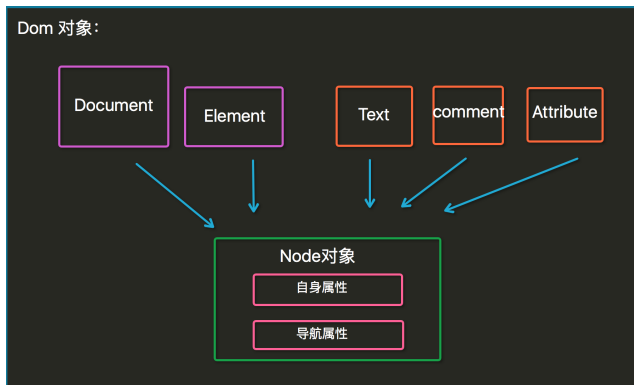 Dom 对象：
Document
Element
Text
comment
Attribute
Node对象
自身属性
导航属性